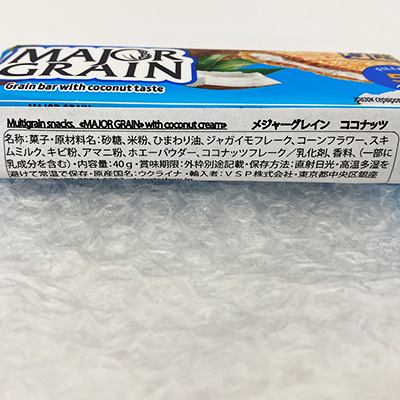 MAJOR
GRAIN
Grain bar with coconut taste
Multigrain snacks, «MAJOR GRAIN» with coconut cream» メジャーグレイン ココナッツ
名称：菓子・原材料名：砂糖、米粉、ひまわり油、ジャガイモフレーク、コーンフラワー、スキ
ムミルク、キビ粉、アマニ粉、ホエーパウダー、ココナッツフレーク／乳化剤、香料、（一部に
乳成分を含む）・内容量：40g・賞味期限：外枠別途記載・保存方法：直射日光・高温多湿を
避けて常温で保存・原産国名：ウクライナ・輸入者：ＶＳＰ株式会社・東京都中央区銀座